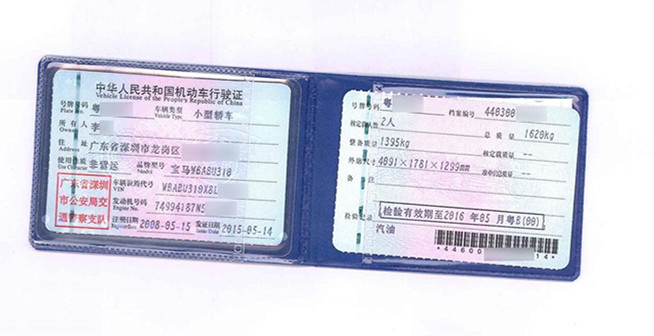 中华人民共和国机动车行驶证
Vehicle License of the People's Republic of China
号牌号码 粤 车辆类型 小型轿车
Plate No. Vehicle Type
所有人 李
Owner
住址 广东省深圳市龙岗区
Address
使用性质 非营运 品牌型号 宝马WBABU310
Use Character Model
广东省深圳
市公安局交
通警察支队
车辆识别代号 WBABU310X8L
VIN
发动机号码 74994187N5
Engine No.
注册日期 2008-05-15 发证日期 2015-05-14
Register Date Issue Date
号牌号码 粤 档案编号 440300
核定载人数 2人 总质量 1620kg
整备质量 1395kg 核定载质量 --
外廓尺寸 4091×1781×1299mm 准牵引总质量 --
备注
检验记录 检验有效期至2016年05月粤B(00)
汽油
*44600 14*